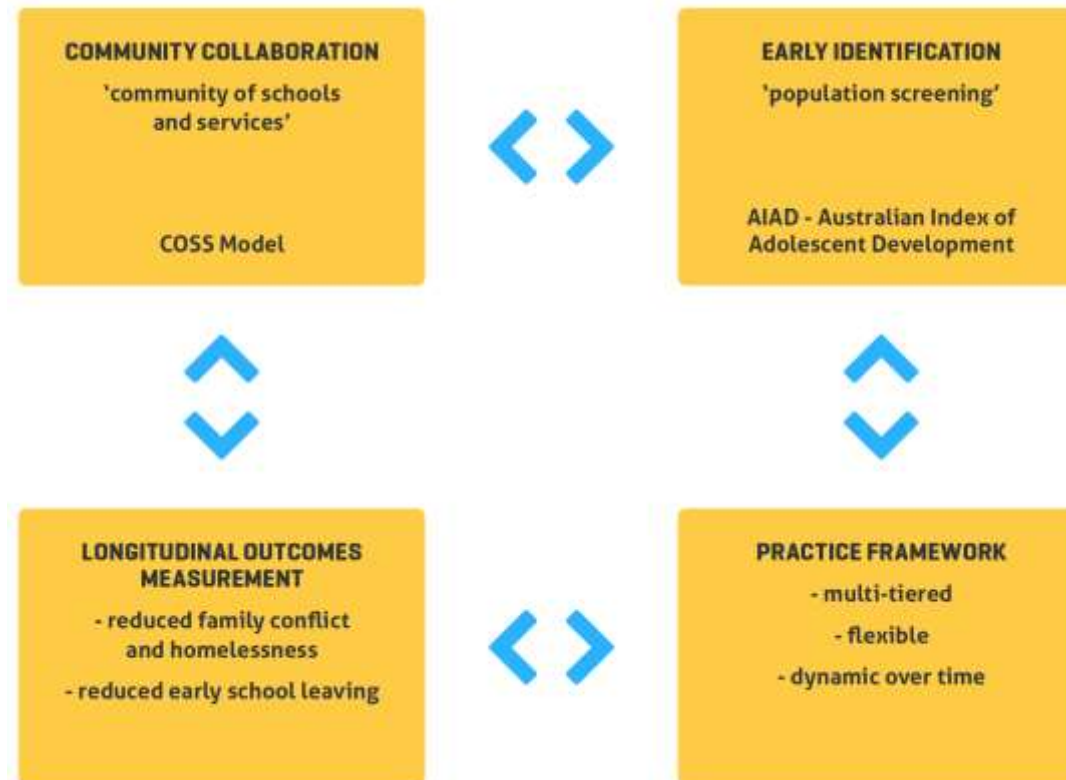 COMMUNITY COLLABORATION
‘community of schools
and services’
COSS Model
EARLY IDENTIFICATION
‘population screening’
AIAD - Australian Index of
Adolescent Development
LONGITUDINAL OUTCOMES
MEASUREMENT
- reduced family conflict
and homelessness
- reduced early school leaving
PRACTICE FRAMEWORK
- multi-tiered
- flexible
- dynamic over time